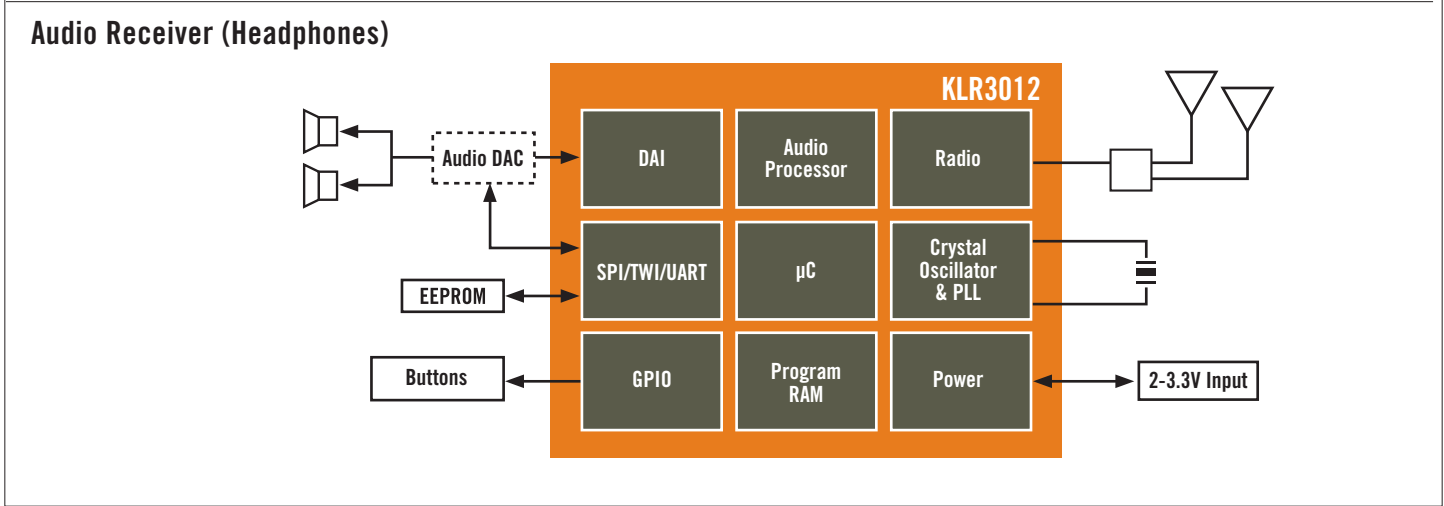 Audio Receiver (Headphones)
KLR3012
Audio DAC
DAI
Audio
Processor
Radio
SPI/TWI/UART
µC
Crystal
Oscillator
& PLL
EEPROM
Buttons
GPIO
Program
RAM
Power
2-3.3V Input